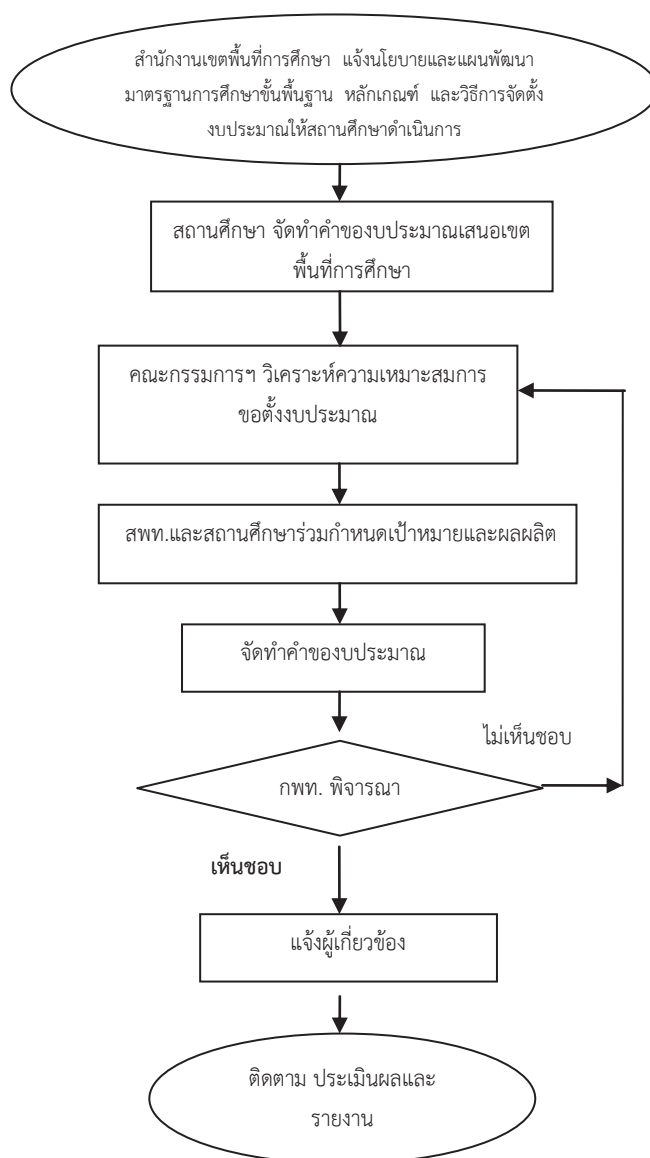 สำนักงานเขตพื้นที่การศึกษา แจ้งนโยบายและแผนพัฒนา
มาตรฐานการศึกษาขั้นพื้นฐาน หลักเกณฑ์ และวิธีการจัดตั้ง
งบประมาณให้สถานศึกษาดำเนินการ
สถานศึกษา จัดทำคำของบประมาณเสนอเขต
พื้นที่การศึกษา
คณะกรรมการฯ วิเคราะห์ความเหมาะสมการ
ขอตั้งงบประมาณ
สพท.และสถานศึกษาร่วมกำหนดเป้าหมายและผลผลิต
จัดทำคำของบประมาณ
ไม่เห็นชอบ
กพท. พิจารณา
เห็นชอบ
แจ้งผู้เกี่ยวข้อง
ติดตาม ประเมินผลและ
รายงาน